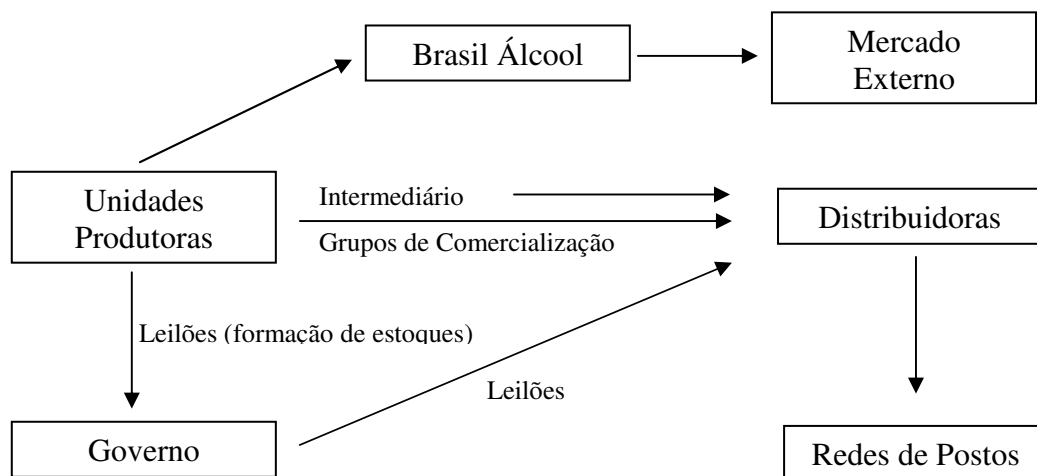 Brasil Álcool
Mercado
Externo
Unidades
Produtoras
Intermediário
Grupos de Comercialização
Distribuidoras
Leilões (formação de estoques)
Leilões
Governo
Redes de Postos